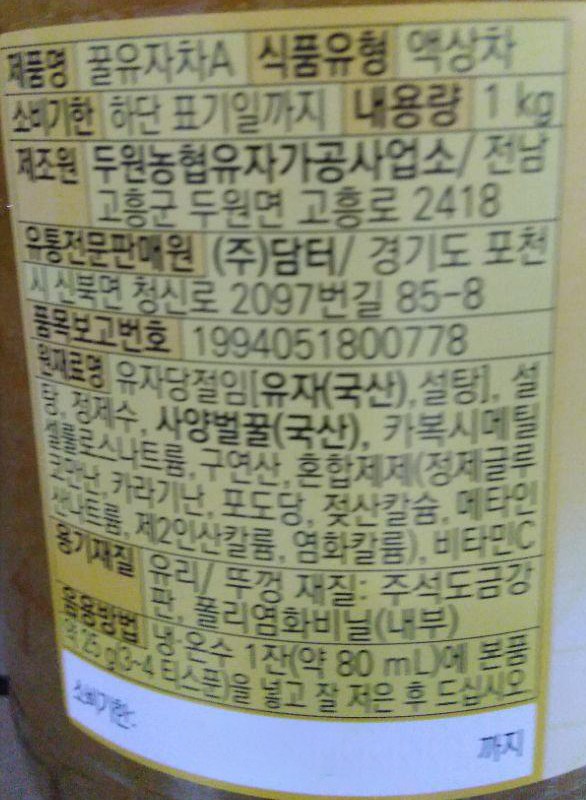 제품명 꿀유자차A 식품유형 액상차
소비기한 하단 표기일까지 내용량 1 kg
제조원 두원농협유자가공사업소/ 전남
고흥군 두원면 고흥로 2418
유통전문판매원 (주)담터/ 경기도 포천
시 신북면 청신로 2097번길 85-8
품목보고번호 1994051800778
원재료명 유자당절임[유자(국산),설탕], 설
탕, 정제수, 사양벌꿀(국산), 카복시메틸
셀룰로스나트륨, 구연산, 혼합제제(정제글루
코만난, 카라기난, 포도당, 젖산칼슘, 메타인
산나트륨, 제2인산칼륨, 염화칼륨), 비타민C
용기재질 유리/ 뚜껑 재질: 주석도금강
판, 폴리염화비닐(내부)
음용방법 냉·온수 1잔(약 80 mL)에 본품
약 25 g(3~4 티스푼)을 넣고 잘 저은 후 드십시오.
소비기한: 까지